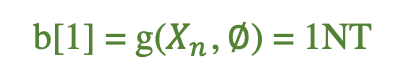 b[1] = g(Xₙ, ∅) = 1NT